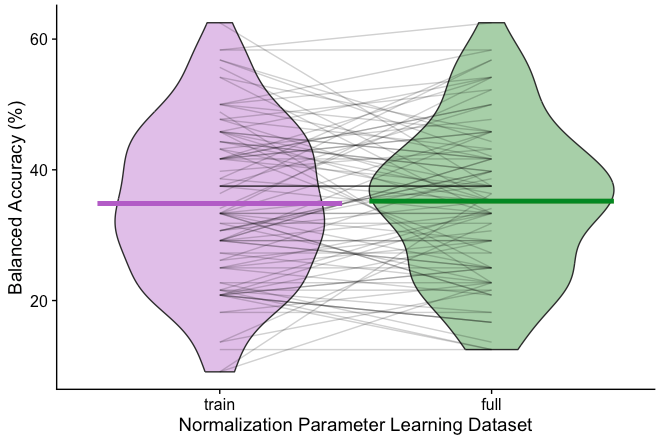 Balanced Accuracy (%)
60
40
20
train full
Normalization Parameter Learning Dataset